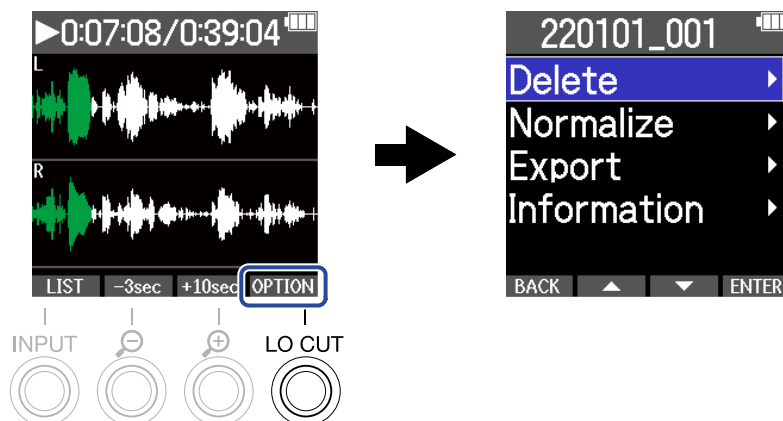 ▶0:07:08/0:39:04
L
R
LIST -3sec +10sec OPTION
INPUT LO CUT
220101_001
Delete
Normalize
Export
Information
BACK ▲ ▼ ENTER